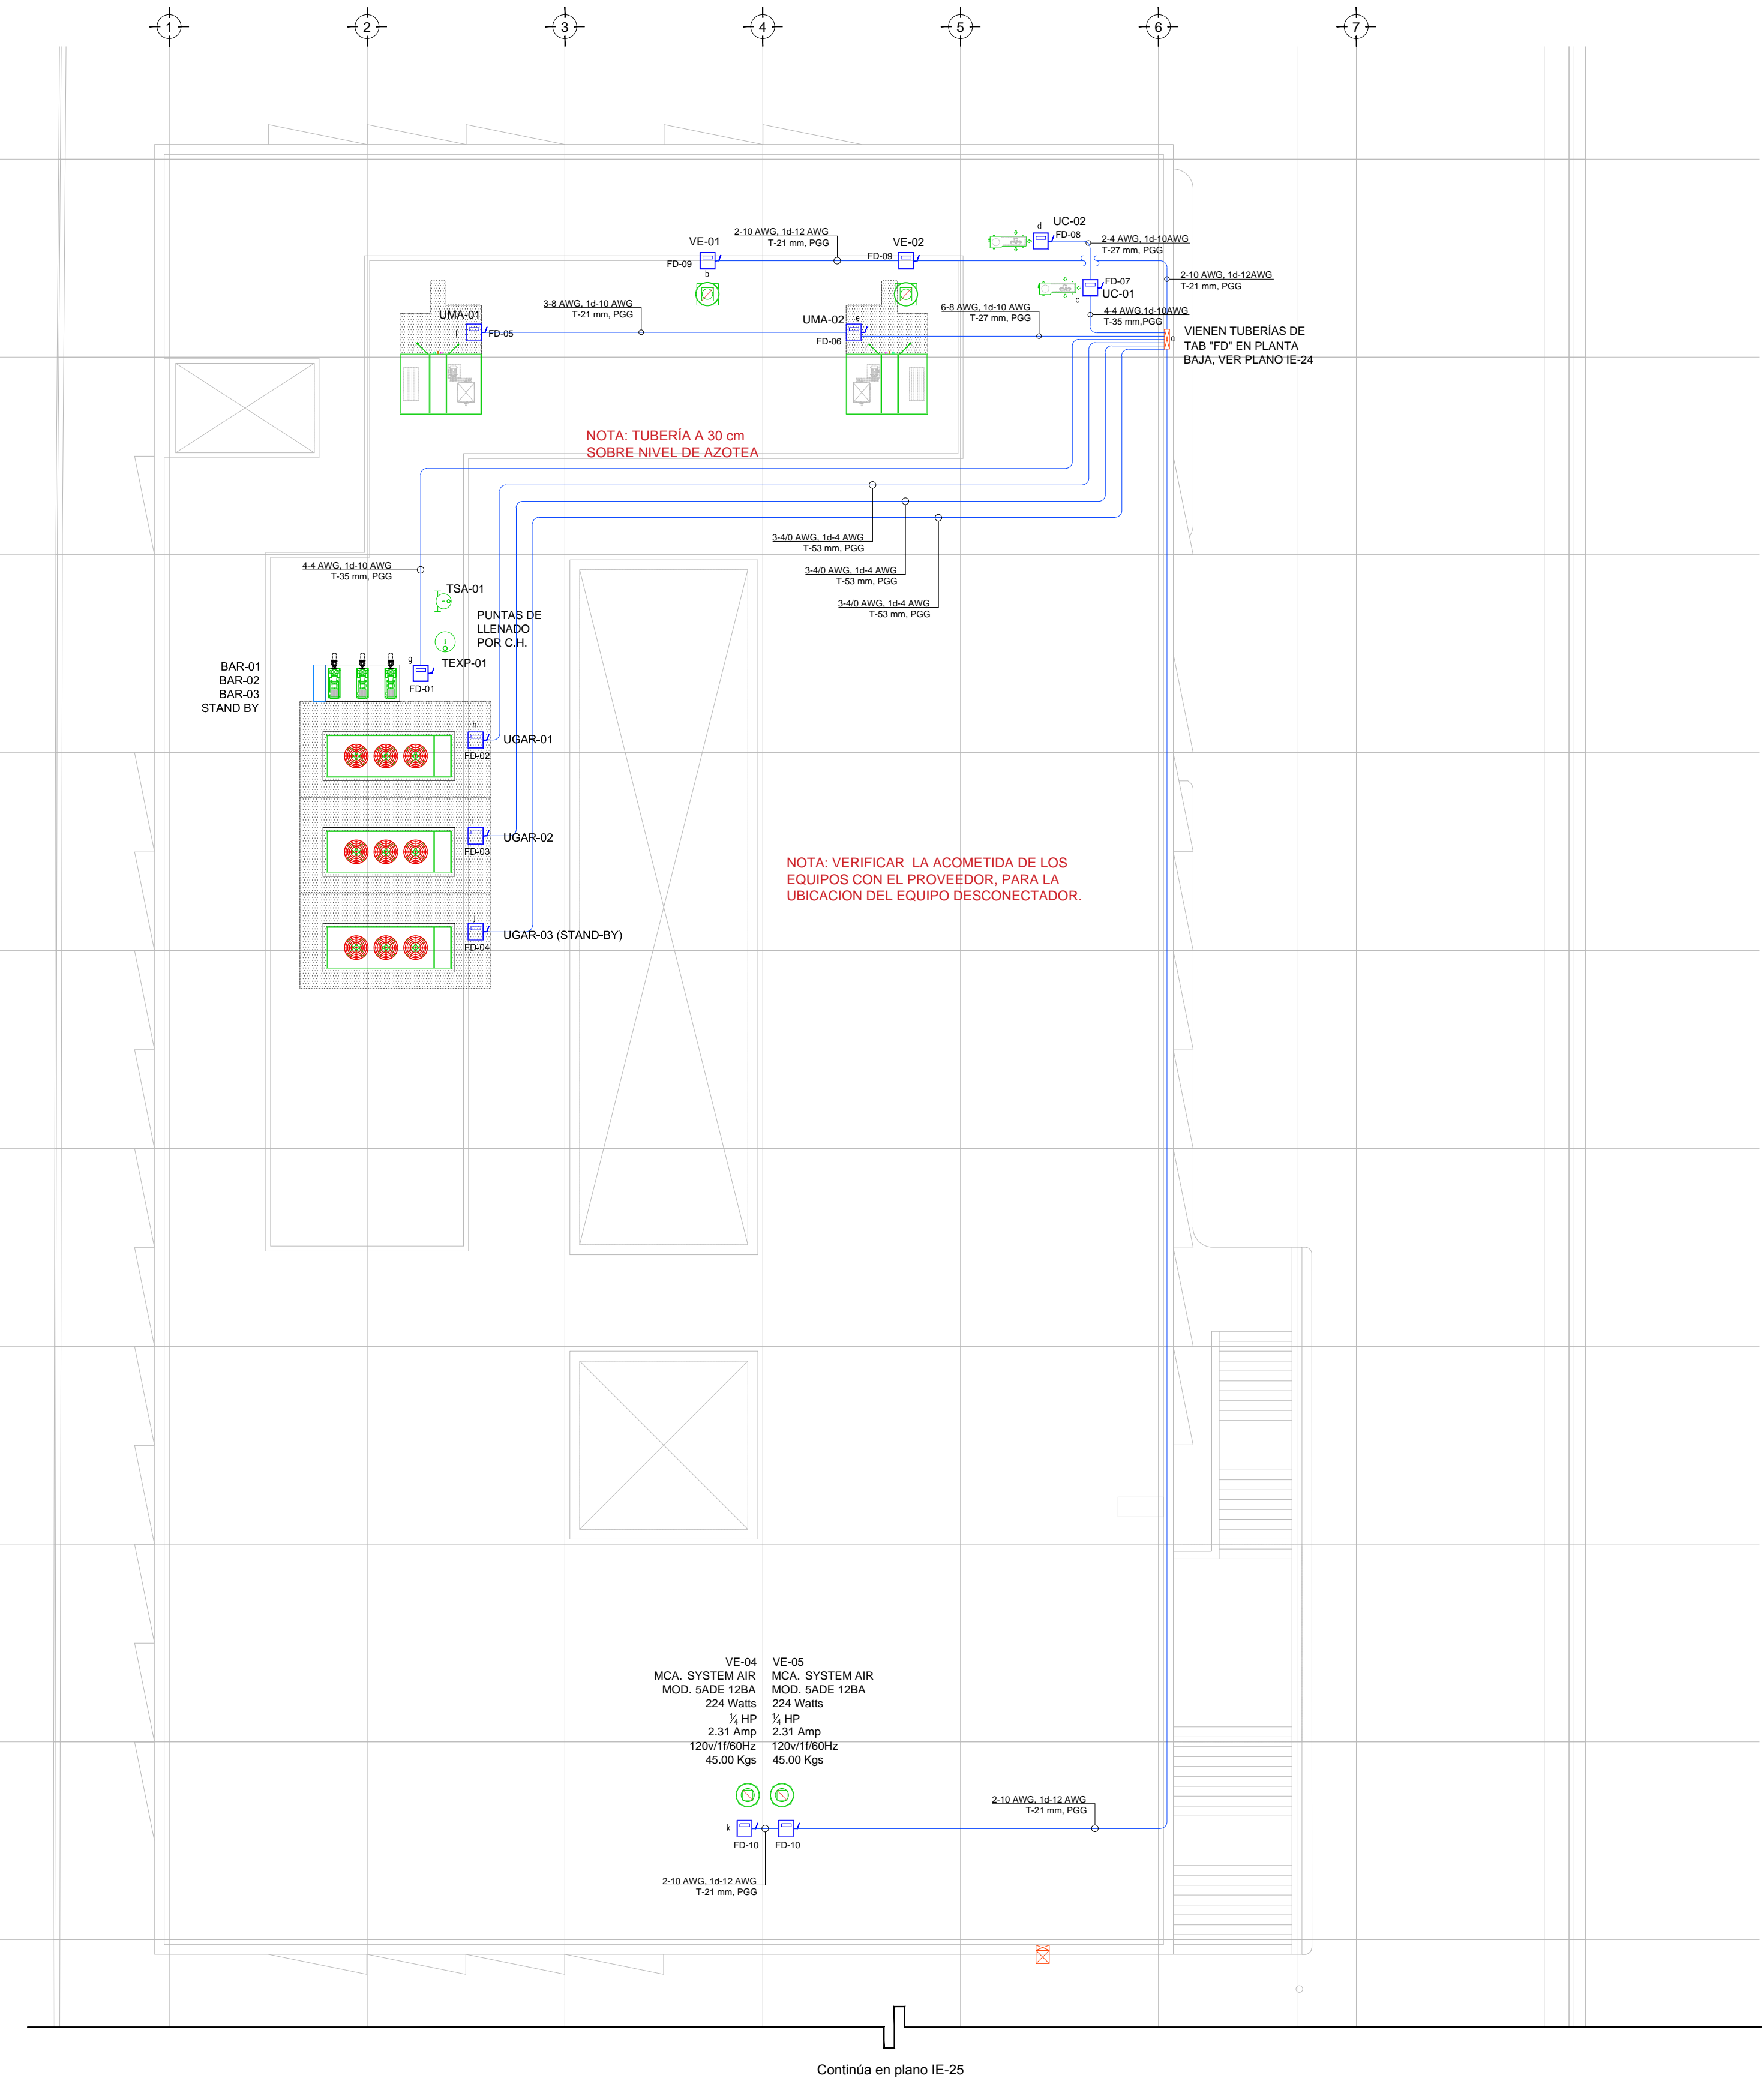 1
2
3
4
5
6
7
UC-02
d
FD-08
2-4 AWG, 1d-10AWG
T-27 mm, PGG
2-10 AWG, 1d-12 AWG
T-21 mm, PGG
VE-01
FD-09
b
VE-02
FD-09
2-10 AWG, 1d-12AWG
T-21 mm, PGG
FD-07
UC-01
c
4-4 AWG,1d-10AWG
T-35 mm,PGG
3-8 AWG, 1d-10 AWG
T-21 mm, PGG
6-8 AWG, 1d-10 AWG
T-27 mm, PGG
UMA-01
f
FD-05
UMA-02
e
FD-06
a
VIENEN TUBERÍAS DE
TAB "FD" EN PLANTA
BAJA, VER PLANO IE-24
NOTA: TUBERÍA A 30 cm
SOBRE NIVEL DE AZOTEA
3-4/0 AWG, 1d-4 AWG
T-53 mm, PGG
3-4/0 AWG, 1d-4 AWG
T-53 mm, PGG
3-4/0 AWG, 1d-4 AWG
T-53 mm, PGG
4-4 AWG, 1d-10 AWG
T-35 mm, PGG
TSA-01
PUNTAS DE
LLENADO
POR C.H.
TEXP-01
g
FD-01
BAR-01
BAR-02
BAR-03
STAND BY
h
UGAR-01
FD-02
i
UGAR-02
FD-03
j
UGAR-03 (STAND-BY)
FD-04
NOTA: VERIFICAR LA ACOMETIDA DE LOS
EQUIPOS CON EL PROVEEDOR, PARA LA
UBICACION DEL EQUIPO DESCONECTADOR.
VE-04
MCA. SYSTEM AIR
MOD. 5ADE 12BA
224 Watts
¼ HP
2.31 Amp
120v/1f/60Hz
45.00 Kgs
VE-05
MCA. SYSTEM AIR
MOD. 5ADE 12BA
224 Watts
¼ HP
2.31 Amp
120v/1f/60Hz
45.00 Kgs
2-10 AWG, 1d-12 AWG
T-21 mm, PGG
k
FD-10
FD-10
2-10 AWG, 1d-12 AWG
T-21 mm, PGG
Continúa en plano IE-25